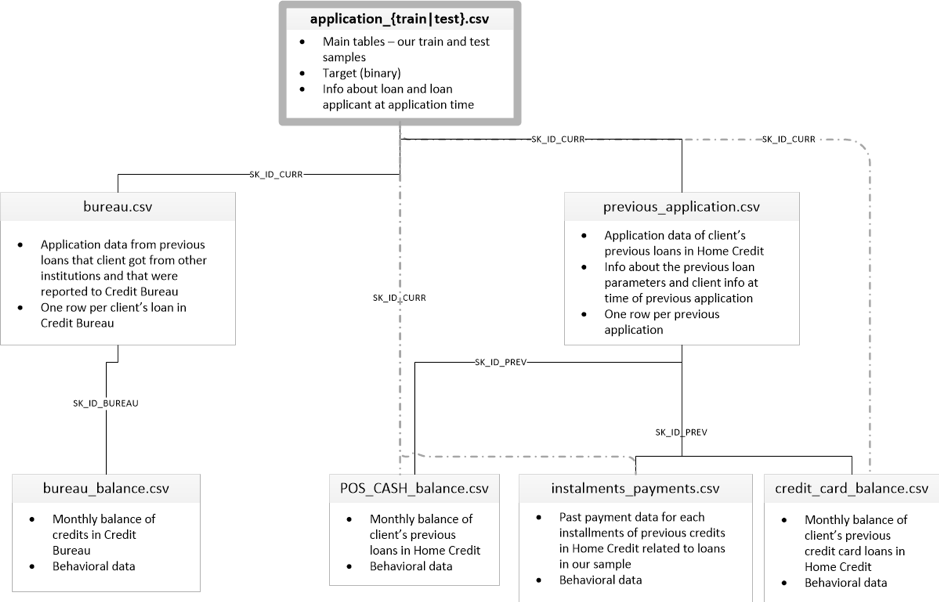 application_{train|test}.csv
• Main tables – our train and test
samples
• Target (binary)
• Info about loan and loan
applicant at application time
SK_ID_CURR
SK_ID_CURR
SK_ID_CURR
bureau.csv
• Application data from previous
loans that client got from other
institutions and that were
reported to Credit Bureau
• One row per client's loan in
Credit Bureau
previous_application.csv
• Application data of client's
previous loans in Home Credit
• Info about the previous loan
parameters and client info at
time of previous application
• One row per previous
application
SK_ID_CURR
SK_ID_PREV
SK_ID_BUREAU
SK_ID_PREV
bureau_balance.csv
• Monthly balance of
credits in Credit
Bureau
• Behavioral data
POS_CASH_balance.csv
• Monthly balance of
client's previous
loans in Home Credit
• Behavioral data
instalments_payments.csv
• Past payment data for each
installments of previous credits
in Home Credit related to loans
in our sample
• Behavioral data
credit_card_balance.csv
• Monthly balance of
client's previous
credit card loans in
Home Credit
• Behavioral data